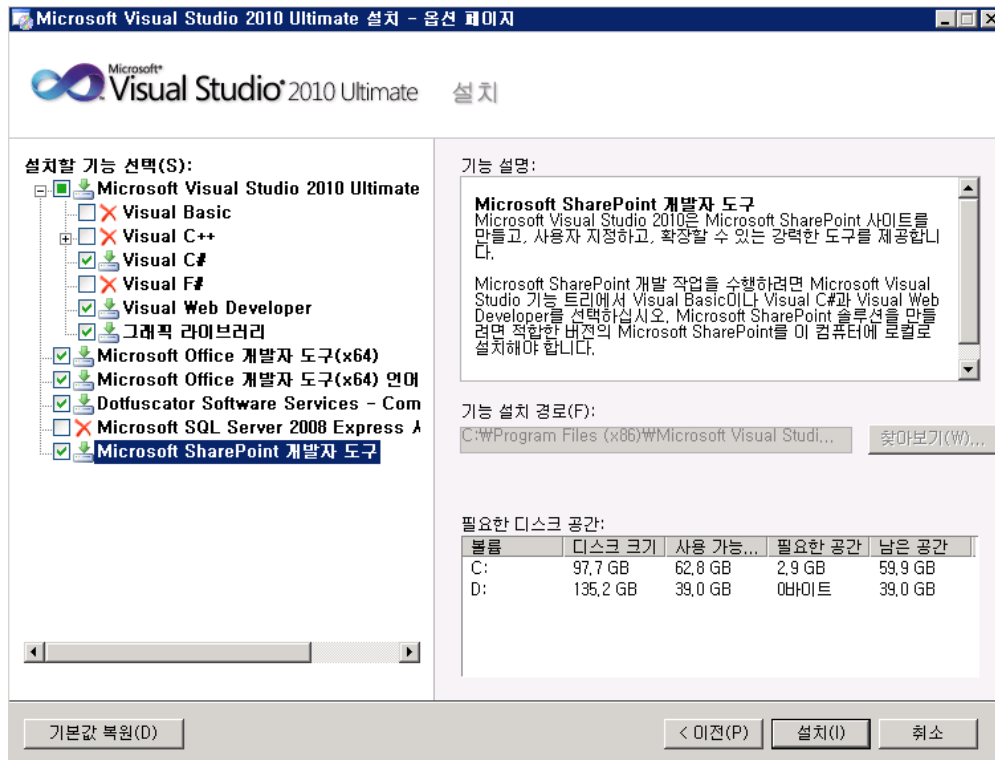 Microsoft Visual Studio 2010 Ultimate 설치 - 옵션 페이지
Microsoft®
Visual Studio® 2010 Ultimate 설치
설치할 기능 선택(S):
Microsoft Visual Studio 2010 Ultimate
Visual Basic
Visual C++
Visual C#
Visual F#
Visual Web Developer
그래픽 라이브러리
Microsoft Office 개발자 도구(x64)
Microsoft Office 개발자 도구(x64) 언어
Dotfuscator Software Services - Com
Microsoft SQL Server 2008 Express
Microsoft SharePoint 개발자 도구
기능 설명:
Microsoft SharePoint 개발자 도구
Microsoft Visual Studio 2010은 Microsoft SharePoint 사이트를
만들고, 사용자 지정하고, 확장할 수 있는 강력한 도구를 제공합니
다.
Microsoft SharePoint 개발 작업을 수행하려면 Microsoft Visual
Studio 기능 트리에서 Visual Basic이나 Visual C#과 Visual Web
Developer를 선택하십시오. Microsoft SharePoint 솔루션을 만들
려면 적합한 버전의 Microsoft SharePoint를 이 컴퓨터에 로컬로
설치해야 합니다.
기능 설치 경로(F):
C:₩Program Files (x86)₩Microsoft Visual Studi...
찾아보기(W)...
필요한 디스크 공간:
볼륨 디스크 크기 사용 가능... 필요한 공간 남은 공간
C: 97.7 GB 62.8 GB 2.9 GB 59.9 GB
D: 135.2 GB 39.0 GB 0바이트 39.0 GB
기본값 복원(D)
< 이전(P)
설치(I)
취소